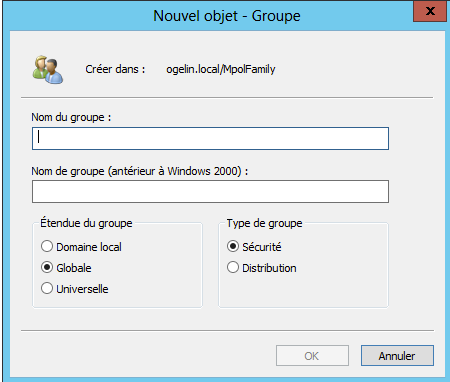 Nouvel objet - Groupe
x
Créer dans : ogelin.local/MpolFamily
Nom du groupe :
Nom de groupe (antérieur à Windows 2000) :
Étendue du groupe
Domaine local
Globale
Universelle
Type de groupe
Sécurité
Distribution
OK
Annuler